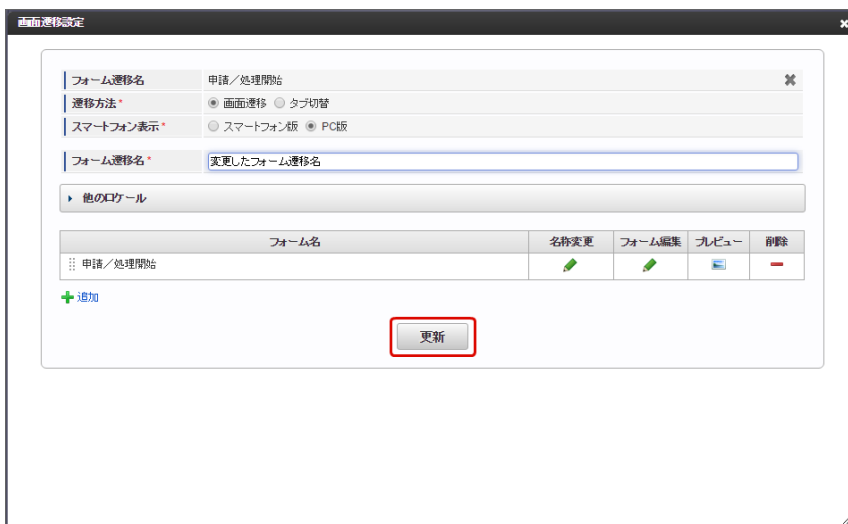 画面遷移設定
フォーム遷移名 申請／処理開始
遷移方法* 画面遷移 タブ切替
スマートフォン表示* スマートフォン版 PC版
フォーム遷移名* 変更したフォーム遷移名
他のロケール
フォーム名 名称変更 フォーム編集 プレビュー 削除
申請／処理開始
追加
更新